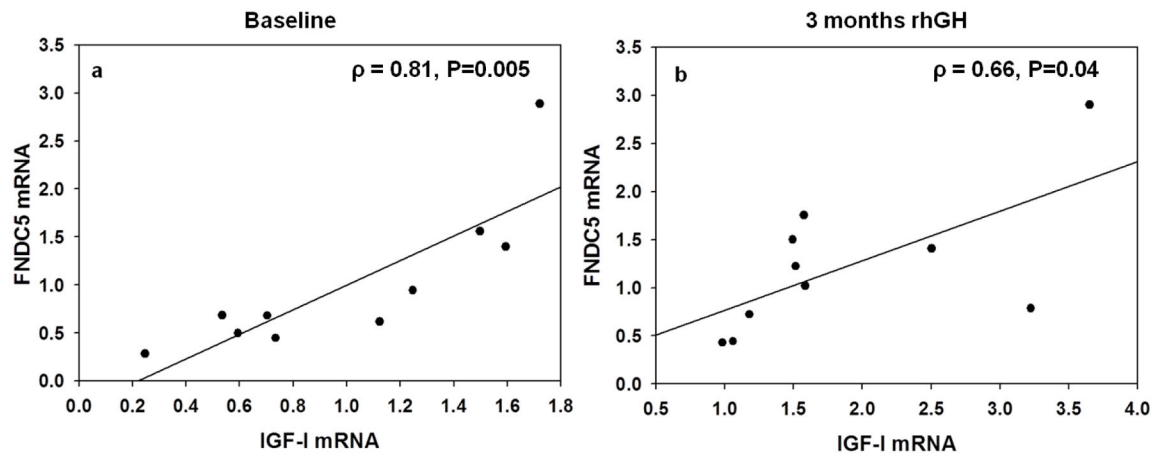 Baseline
a
ρ = 0.81, P=0.005
FNDC5 mRNA
3.5
3.0
2.5
2.0
1.5
1.0
0.5
0.0
0.0 0.2 0.4 0.6 0.8 1.0 1.2 1.4 1.6 1.8
IGF-I mRNA
3 months rhGH
b
ρ = 0.66, P=0.04
FNDC5 mRNA
3.5
3.0
2.5
2.0
1.5
1.0
0.5
0.0
0.5 1.0 1.5 2.0 2.5 3.0 3.5 4.0
IGF-I mRNA